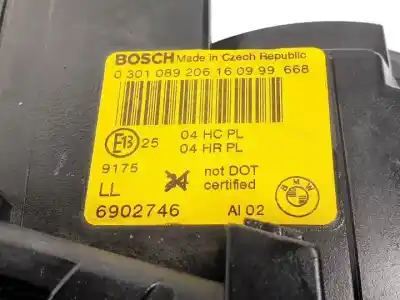 BOSCH Made in Czech Republic
0 301 089 206 16 09 99 668
E13 25 04 HC PL
04 HR PL
9175 not DOT
LL certified
6902746 AI 02 BMW